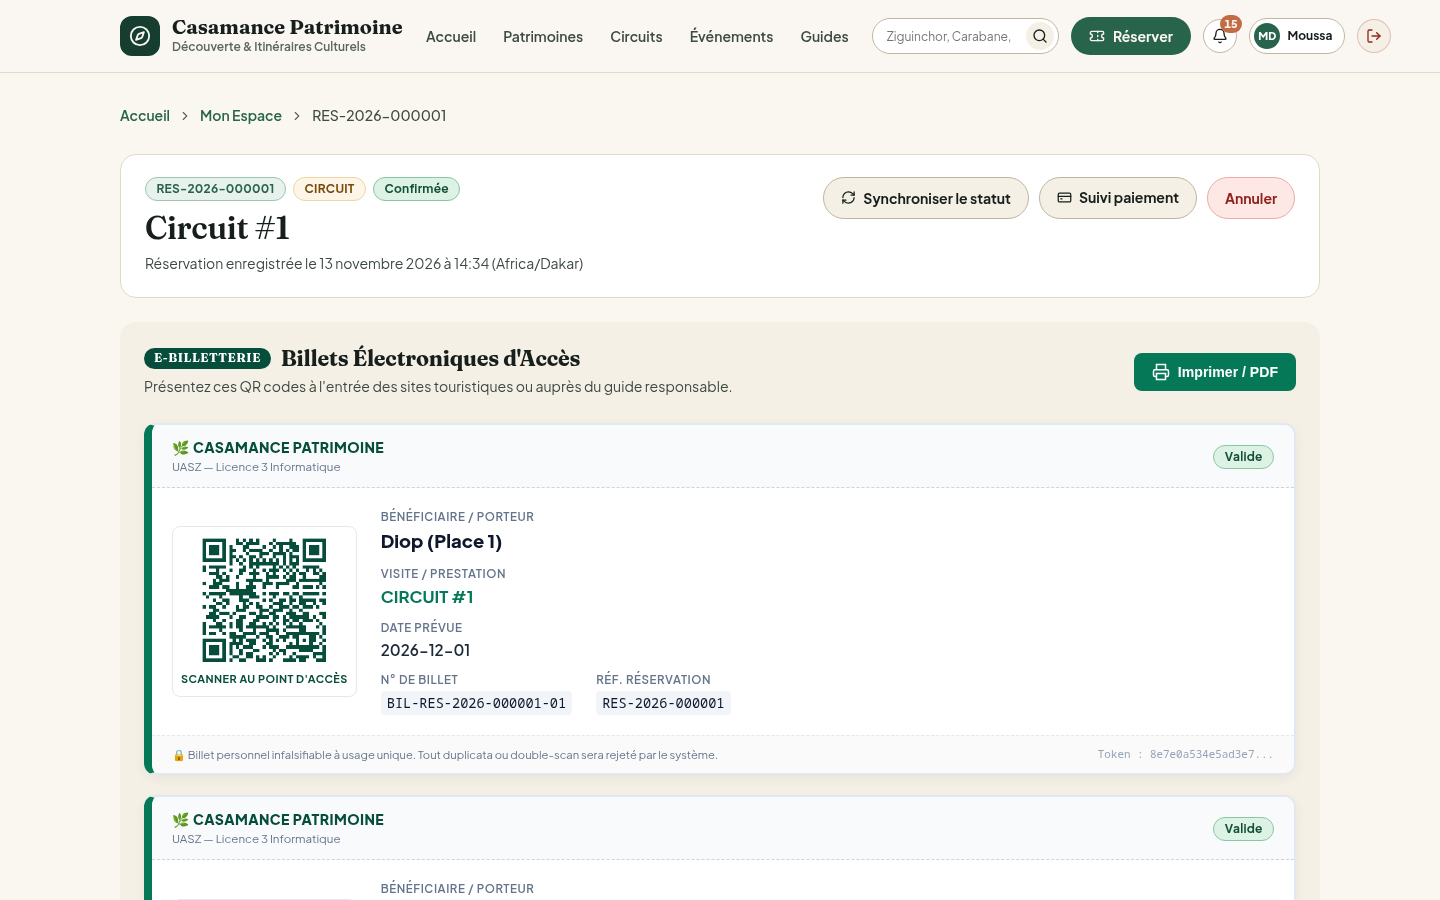 Casamance Patrimoine
Découverte & Itinéraires Culturels
Accueil
Patrimoines
Circuits
Événements
Guides
Ziguinchor, Carabane,
Réserver
15
MD
Moussa
Accueil > Mon Espace > RES-2026-000001
RES-2026-000001
CIRCUIT
Confirmée
Circuit #1
Réservation enregistrée le 13 novembre 2026 à 14:34 (Africa/Dakar)
Synchroniser le statut
Suivi paiement
Annuler
E-BILLETTERIE
Billets Électroniques d'Accès
Présentez ces QR codes à l'entrée des sites touristiques ou auprès du guide responsable.
Imprimer / PDF
CASAMANCE PATRIMOINE
UASZ — Licence 3 Informatique
Valide
SCANNER AU POINT D'ACCÈS
BÉNÉFICIAIRE / PORTEUR
Diop (Place 1)
VISITE / PRESTATION
CIRCUIT #1
DATE PRÉVUE
2026-12-01
N° DE BILLET
BIL-RES-2026-000001-01
RÉF. RÉSERVATION
RES-2026-000001
Billet personnel infalsifiable à usage unique. Tout duplicata ou double-scan sera rejeté par le système.
Token : 8e7e0a534e5ad3e7...
CASAMANCE PATRIMOINE
UASZ — Licence 3 Informatique
Valide
BÉNÉFICIAIRE / PORTEUR